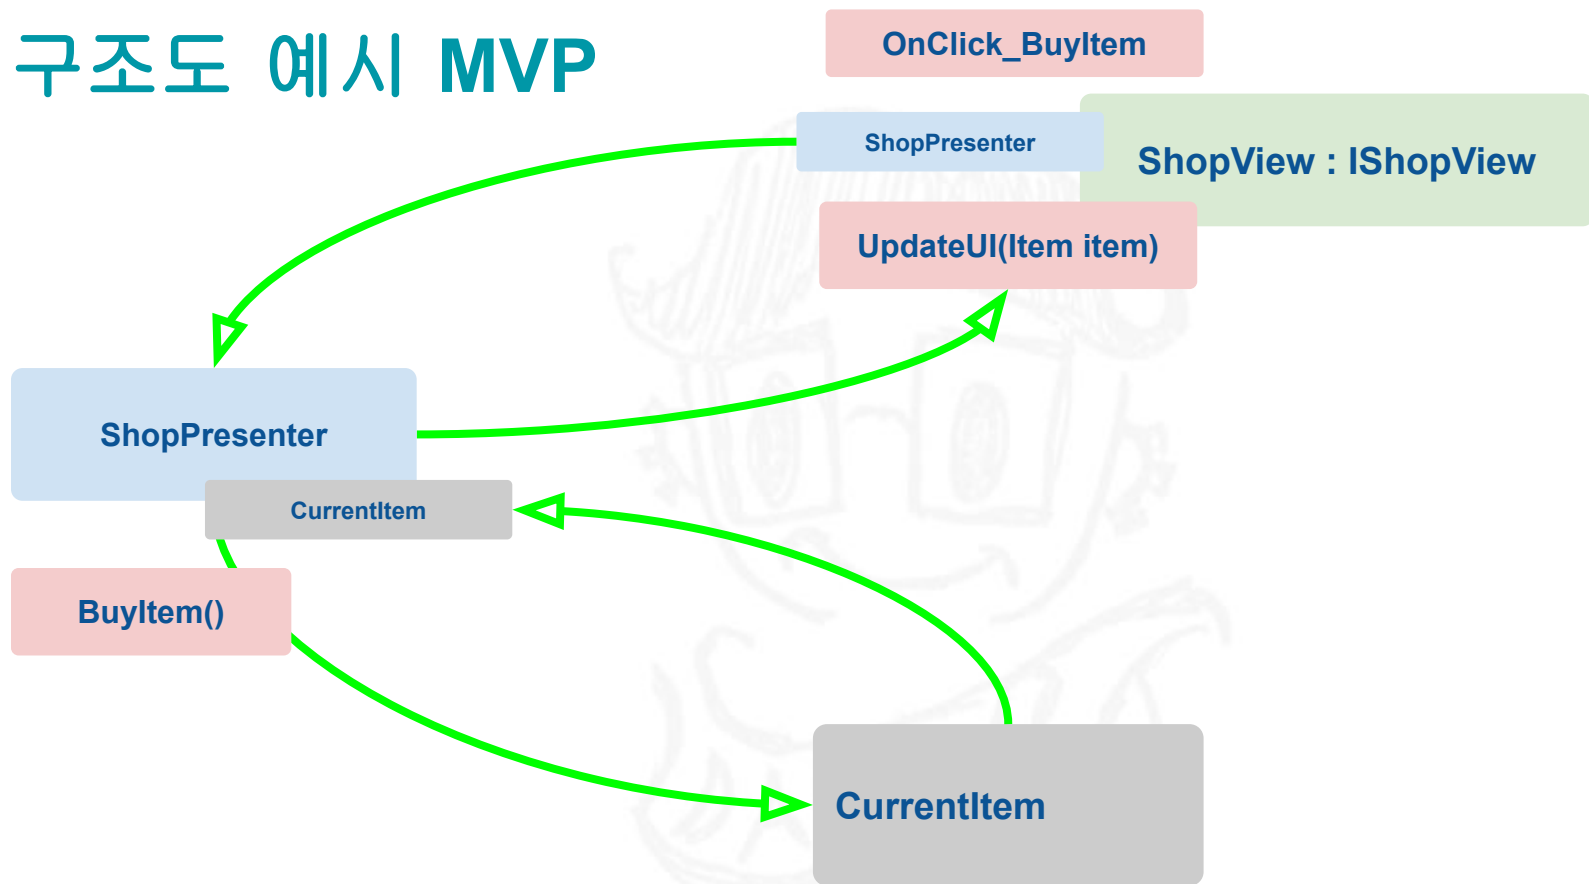 구조도 예시 MVP
OnClick_BuyItem
ShopPresenter
ShopView : IShopView
UpdateUI(Item item)
ShopPresenter
CurrentItem
BuyItem()
CurrentItem